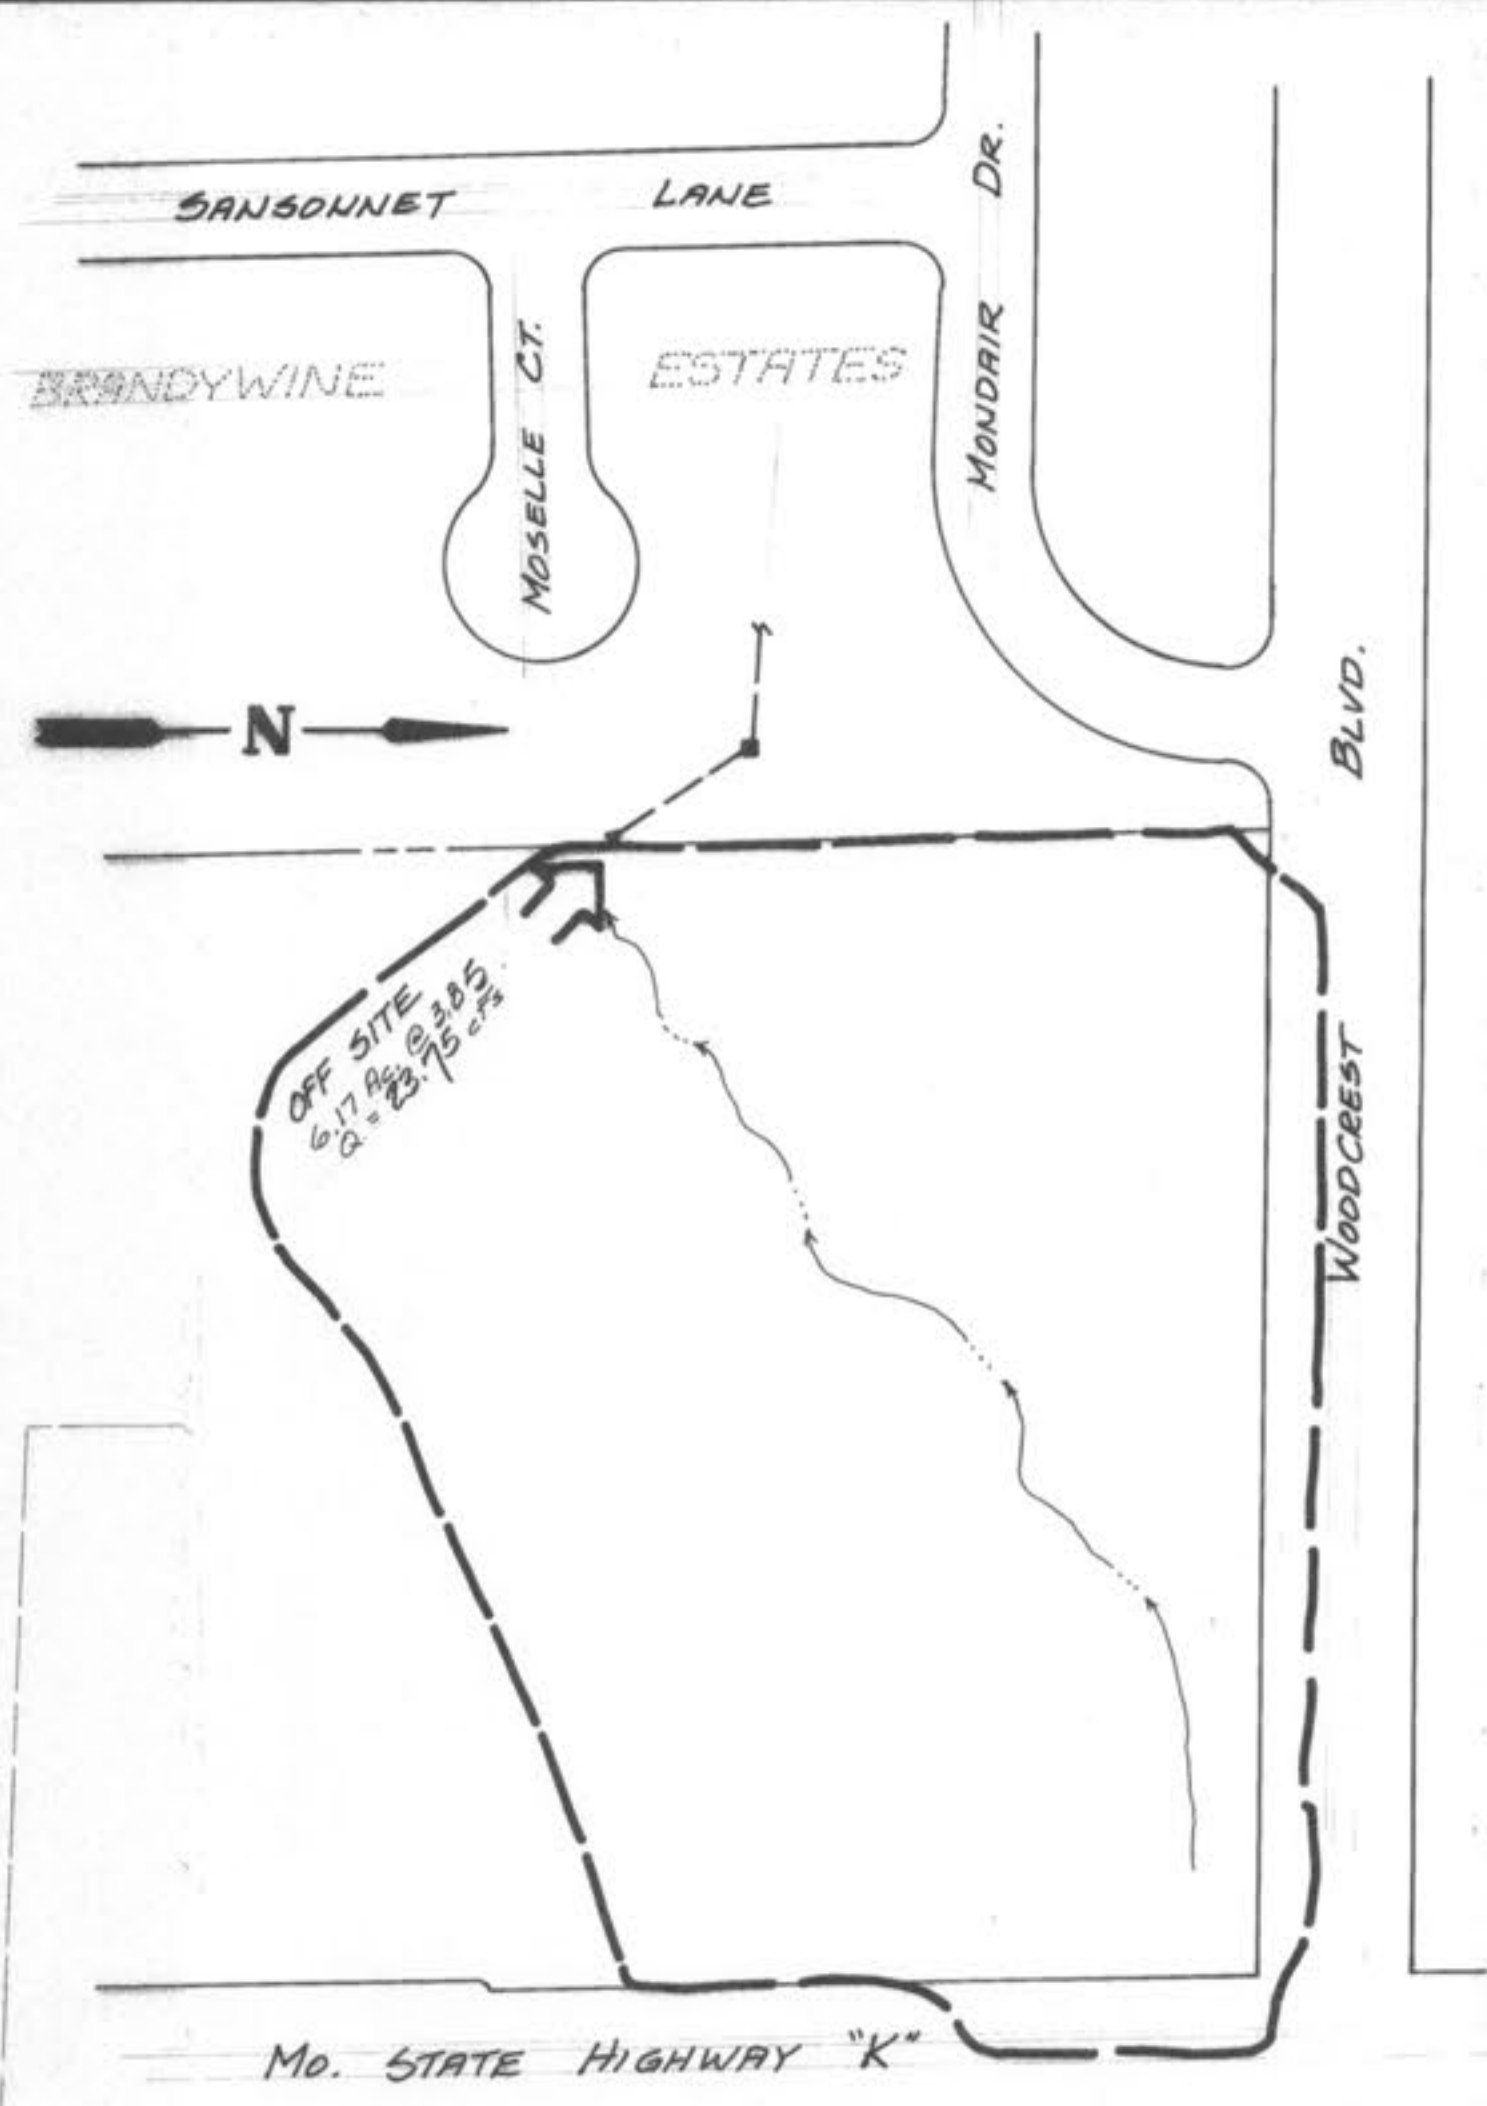 SANSONNET LANE
MONDAIR DR.
BRANDYWINE ESTATES
MOSELLE CT.
N
WOODCREST BLVD.
OFF SITE
6.17 Ac. @ 3.85
Q = 23.75 cfs
MO. STATE HIGHWAY "K"